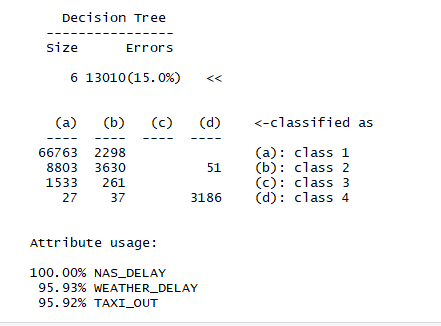 Decision Tree
----------------
Size Errors
6 13010(15.0%) <<
(a) (b) (c) (d) <-classified as
---- ---- ---- ----
66763 2298 (a): class 1
8803 3630 51 (b): class 2
1533 261 (c): class 3
27 37 3186 (d): class 4
Attribute usage:
100.00% NAS_DELAY
95.93% WEATHER_DELAY
95.92% TAXI_OUT